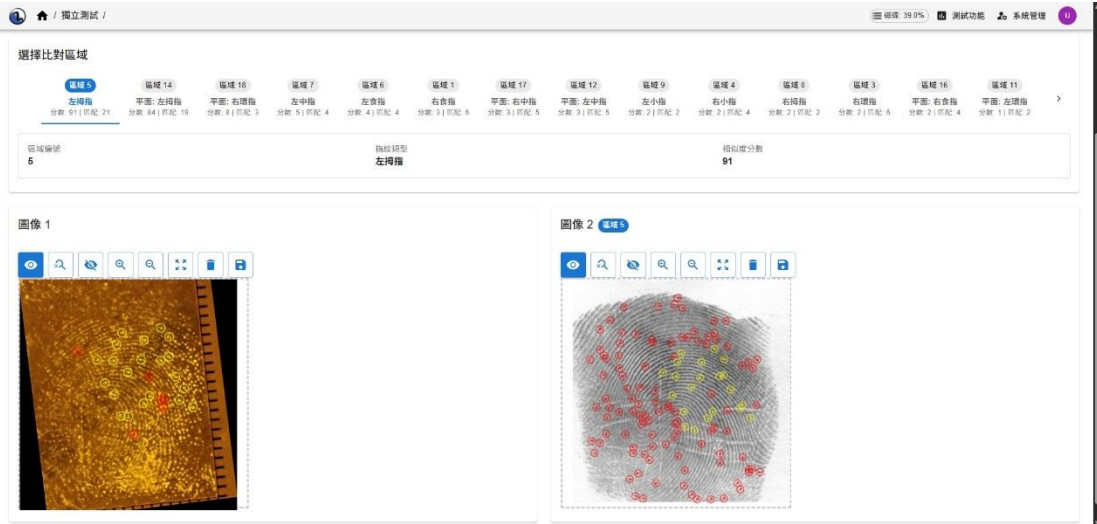 / 獨立測試 /
磁碟: 39.0%
測試功能
系統管理
U
選擇比對區域
區域 5
左拇指
分數: 91 | 匹配: 21
區域 14
平面: 左拇指
分數: 84 | 匹配: 19
區域 18
平面: 右環指
分數: 8 | 匹配: 3
區域 7
左中指
分數: 5 | 匹配: 4
區域 6
左食指
分數: 4 | 匹配: 4
區域 1
右食指
分數: 3 | 匹配: 6
區域 17
平面: 右中指
分數: 3 | 匹配: 5
區域 12
平面: 左中指
分數: 3 | 匹配: 5
區域 9
左小指
分數: 2 | 匹配: 2
區域 4
右小指
分數: 2 | 匹配: 4
區域 0
右拇指
分數: 2 | 匹配: 2
區域 3
右環指
分數: 2 | 匹配: 6
區域 16
平面: 右食指
分數: 2 | 匹配: 4
區域 11
平面: 左環指
分數: 1 | 匹配: 2
區域編號
5
指紋類型
左拇指
相似度分數
91
圖像 1
圖像 2
區域 5